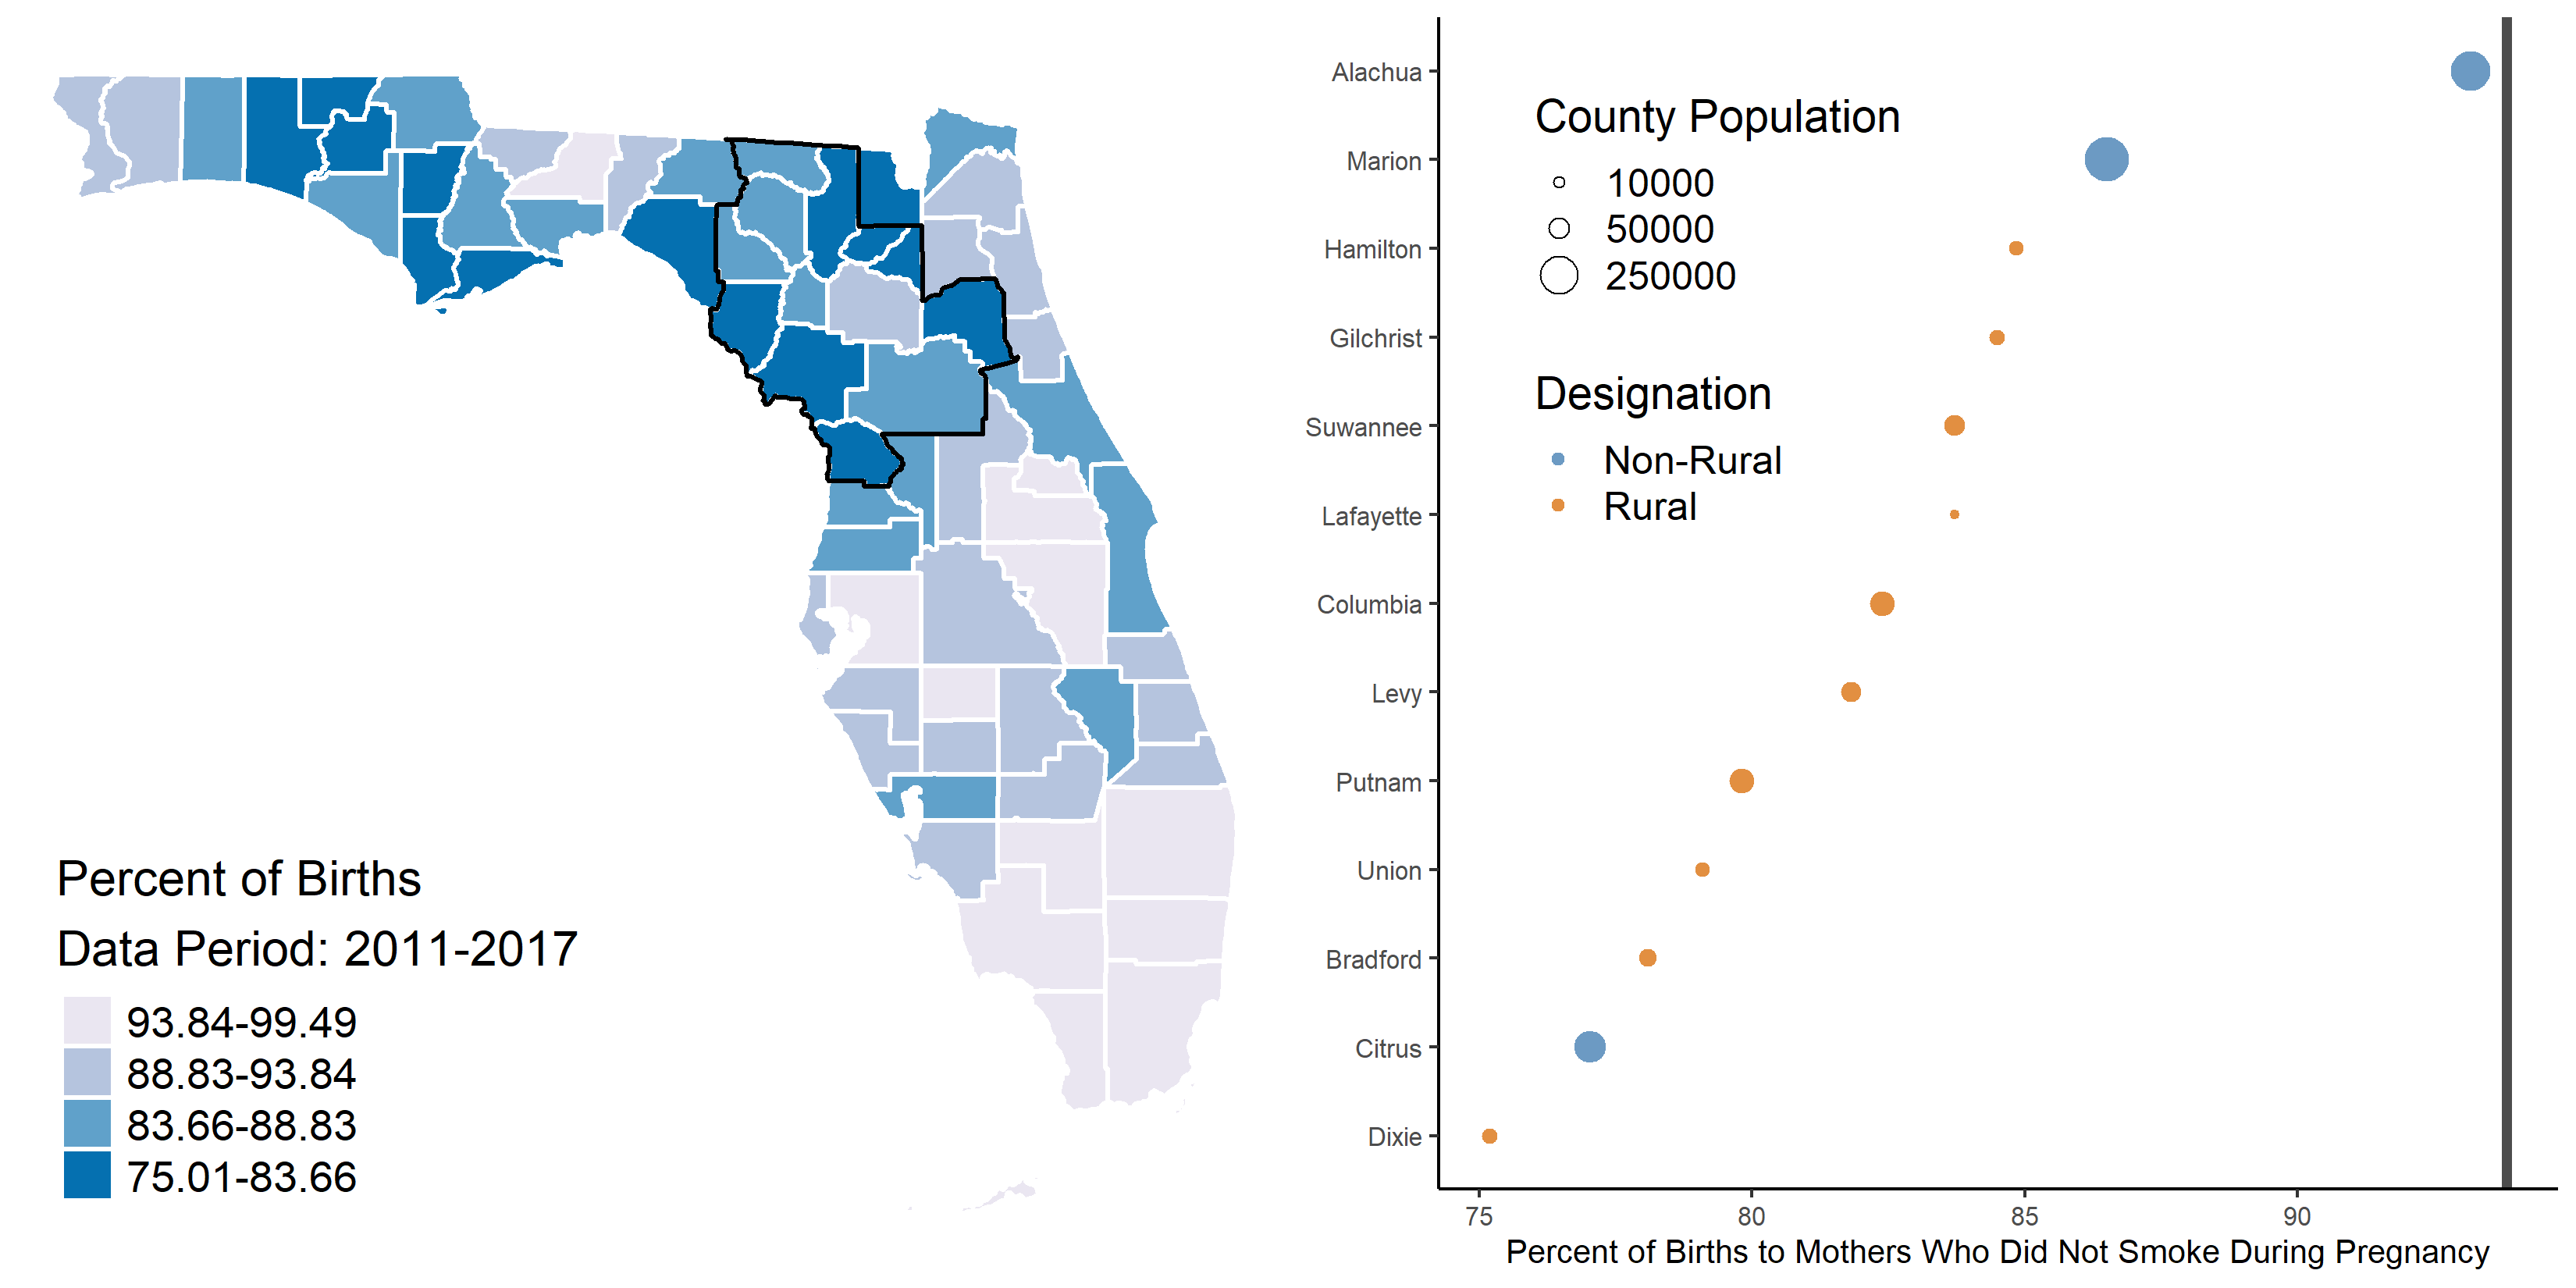 Percent of Births
Data Period: 2011-2017
93.84-99.49
88.83-93.84
83.66-88.83
75.01-83.66
Alachua
Marion
Hamilton
Gilchrist
Suwannee
Lafayette
Columbia
Levy
Putnam
Union
Bradford
Citrus
Dixie
County Population
10000
50000
250000
Designation
Non-Rural
Rural
75 80 85 90
Percent of Births to Mothers Who Did Not Smoke During Pregnancy